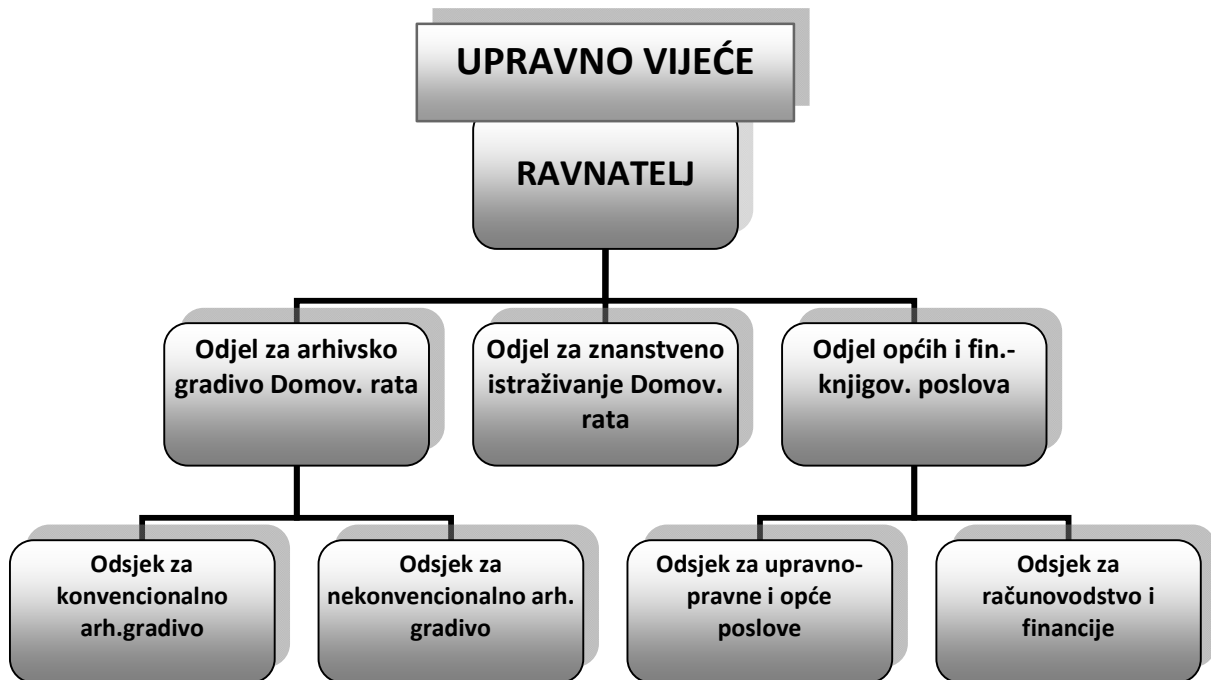 UPRAVNO VIJEĆE
RAVNATELJ
Odjel za arhivsko
gradivo Domov. rata
Odjel za znanstveno
istraživanje Domov.
rata
Odjel općih i fin.-
knjigov. poslova
Odsjek za
konvencionalno
arh.gradivo
Odsjek za
nekonvencionalno arh.
gradivo
Odsjek za upravno-
pravne i opće
poslove
Odsjek za
računovodstvo i
financije